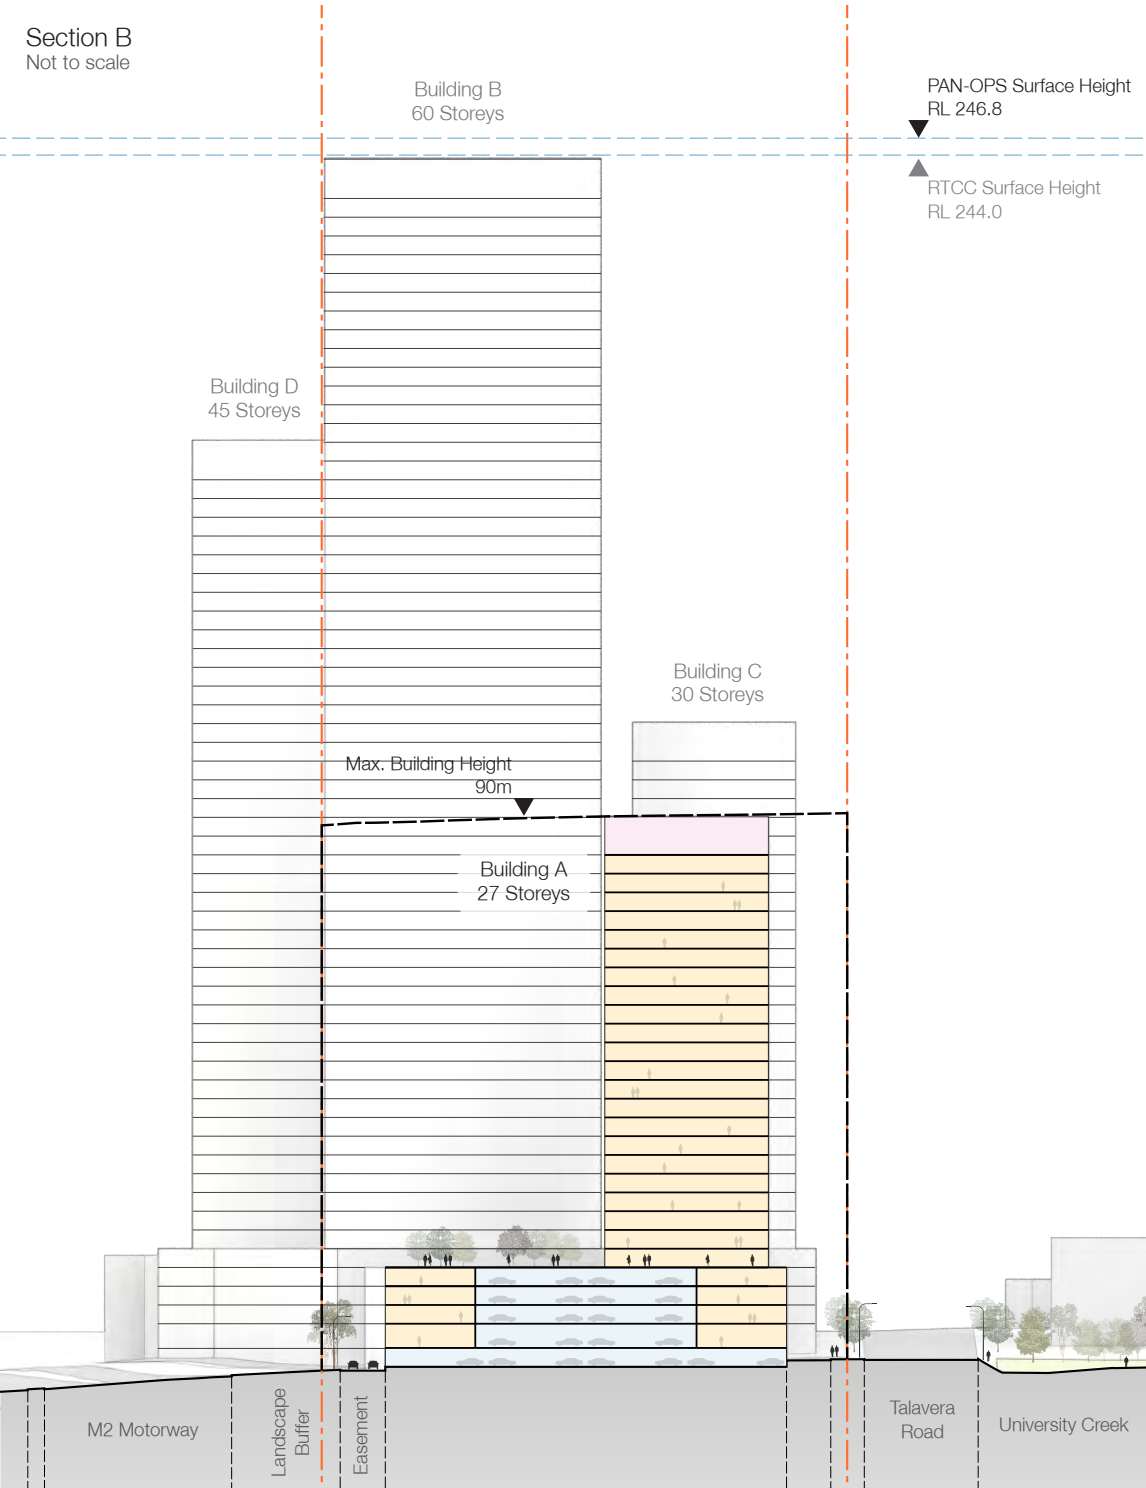 Section B
Not to scale
Building B
60 Storeys
PAN-OPS Surface Height
RL 246.8
RTCC Surface Height
RL 244.0
Building D
45 Storeys
Building C
30 Storeys
Max. Building Height
90m
Building A
27 Storeys
M2 Motorway
Landscape
Buffer
Easement
Talavera
Road
University Creek